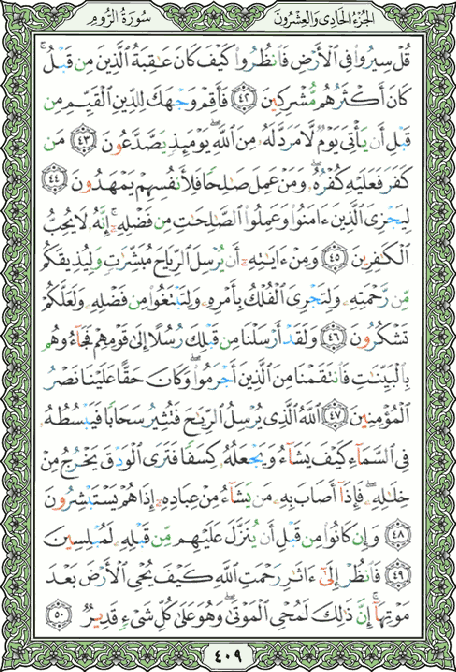 الجزء الحادى والعشرون
سورة الروم
قُلْ سِيرُوا۟ فِى ٱلْأَرْضِ فَٱنظُرُوا۟ كَيْفَ كَانَ عَـٰقِبَةُ ٱلَّذِينَ مِن قَبْلُ ۚ
كَانَ أَكْثَرُهُم مُّشْرِكِينَ ٤٢ فَأَقِمْ وَجْهَكَ لِلدِّينِ ٱلْقَيِّمِ مِن
قَبْلِ أَن يَأْتِىَ يَوْمٌ لَّا مَرَدَّ لَهُۥ مِنَ ٱللَّهِ ۖ يَوْمَئِذٍ يَصَّدَّعُونَ ٤٣ مَن
كَفَرَ فَعَلَيْهِ كُفْرُهُۥ ۖ وَمَنْ عَمِلَ صَـٰلِحًا فَلِأَنفُسِهِمْ يَمْهَدُونَ ٤٤
لِيَجْزِىَ ٱلَّذِينَ ءَامَنُوا۟ وَعَمِلُوا۟ ٱلصَّـٰلِحَـٰتِ مِن فَضْلِهِۦٓ ۚ إِنَّهُۥ لَا يُحِبُّ
ٱلْكَـٰفِرِينَ ٤٥ وَمِنْ ءَايَـٰتِهِۦٓ أَن يُرْسِلَ ٱلرِّيَاحَ مُبَشِّرَٰتٍ وَلِيُذِيقَكُم
مِّن رَّحْمَتِهِۦ وَلِتَجْرِىَ ٱلْفُلْكُ بِأَمْرِهِۦ وَلِتَبْتَغُوا۟ مِن فَضْلِهِۦ وَلَعَلَّكُمْ
تَشْكُرُونَ ٤٦ وَلَقَدْ أَرْسَلْنَا مِن قَبْلِكَ رُسُلًا إِلَىٰ قَوْمِهِمْ فَجَآءُوهُم
بِٱلْبَيِّنَـٰتِ فَٱنتَقَمْنَا مِنَ ٱلَّذِينَ أَجْرَمُوا۟ ۖ وَكَانَ حَقًّا عَلَيْنَا نَصْرُ
ٱلْمُؤْمِنِينَ ٤٧ ٱللَّهُ ٱلَّذِى يُرْسِلُ ٱلرِّيَـٰحَ فَتُثِيرُ سَحَابًا فَيَبْسُطُهُۥ
فِى ٱلسَّمَآءِ كَيْفَ يَشَآءُ وَيَجْعَلُهُۥ كِسَفًا فَتَرَى ٱلْوَدْقَ يَخْرُجُ مِنْ
خِلَـٰلِهِۦ ۖ فَإِذَآ أَصَابَ بِهِۦ مَن يَشَآءُ مِنْ عِبَادِهِۦٓ إِذَا هُمْ يَسْتَبْشِرُونَ
٤٨ وَإِن كَانُوا۟ مِن قَبْلِ أَن يُنَزَّلَ عَلَيْهِم مِّن قَبْلِهِۦ لَمُبْلِسِينَ
٤٩ فَٱنظُرْ إِلَىٰٓ ءَاثَـٰرِ رَحْمَتِ ٱللَّهِ كَيْفَ يُحْىِ ٱلْأَرْضَ بَعْدَ
مَوْتِهَآ ۚ إِنَّ ذَٰلِكَ لَمُحْىِ ٱلْمَوْتَىٰ ۖ وَهُوَ عَلَىٰ كُلِّ شَىْءٍ قَدِيرٌ ٥٠
٤٠٩